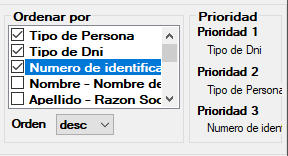 Ordenar por
Tipo de Persona
Tipo de Dni
Numero de identifica
Nombre - Nombre de
Apellido - Razon Soc
Orden desc
Prioridad
Prioridad 1
Tipo de Dni
Prioridad 2
Tipo de Persona
Prioridad 3
Numero de iden